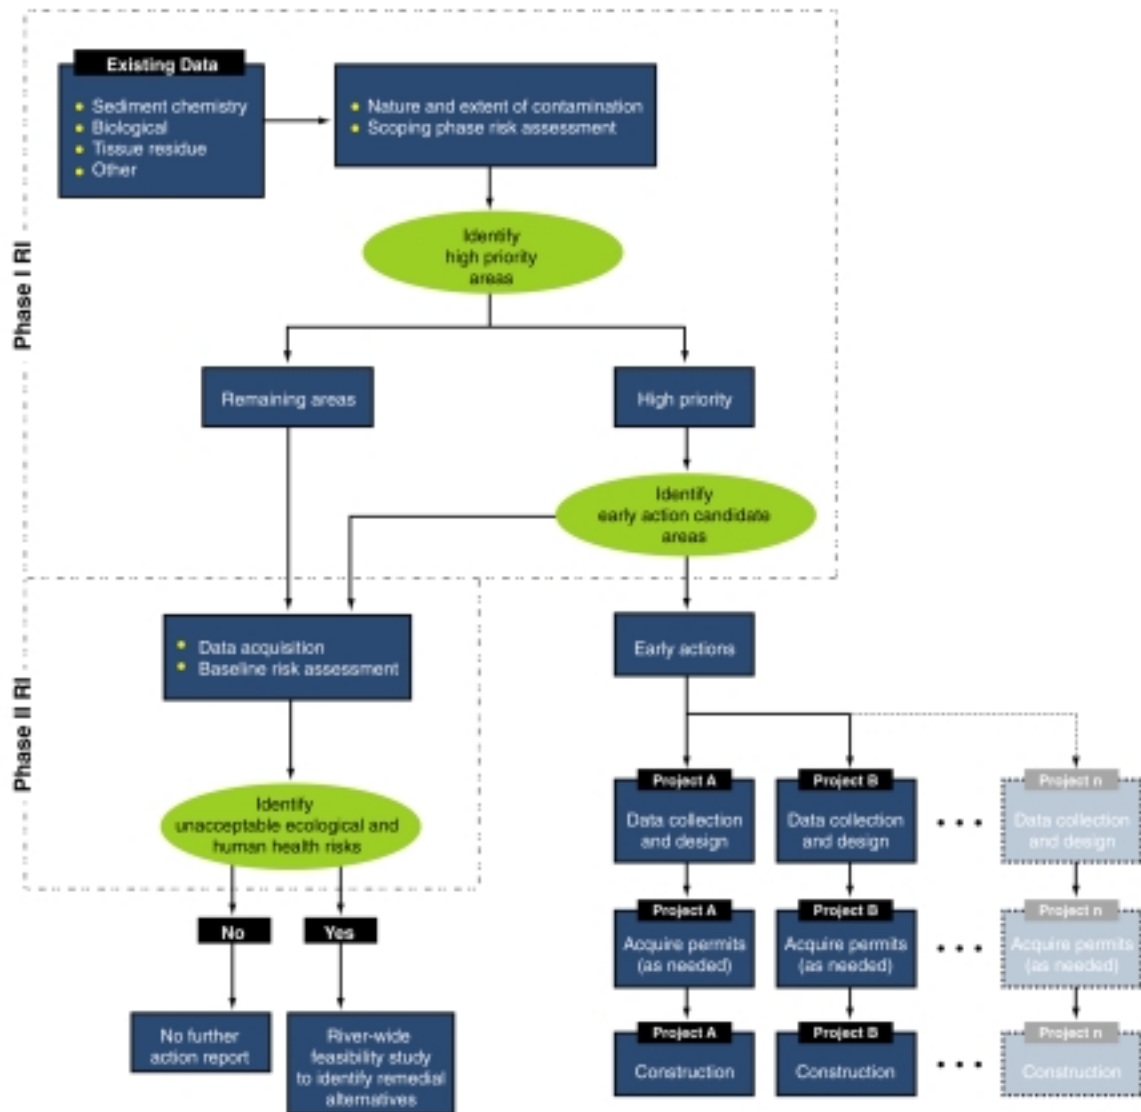 Phase I RI
Existing Data
Sediment chemistry
Biological
Tissue residue
Other
Nature and extent of contamination
Scoping phase risk assessment
Identify
high priority
areas
Remaining areas
High priority
Identify
early action candidate
areas
Phase II RI
Data acquisition
Baseline risk assessment
Early actions
Identify
unacceptable ecological and
human health risks
No
Yes
No further
action report
River-wide
feasibility study
to identify remedial
alternatives
Project A
Data collection
and design
Project B
Data collection
and design
Project n
Data collection
and design
Project A
Acquire permits
(as needed)
Project B
Acquire permits
(as needed)
Project n
Acquire permits
(as needed)
Project A
Construction
Project B
Construction
Project n
Construction